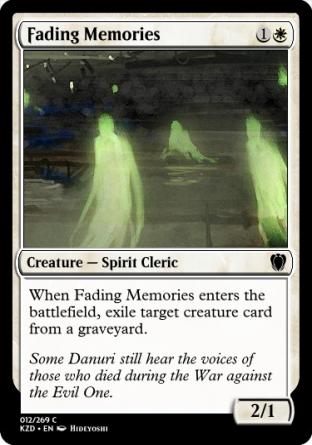 Fading Memories 1
Creature — Spirit Cleric
When Fading Memories enters the
battlefield, exile target creature card
from a graveyard.
Some Danuri still hear the voices of
those who died during the War against
the Evil One.
2/1
012/269 C
KZD • EN Hideyoshi